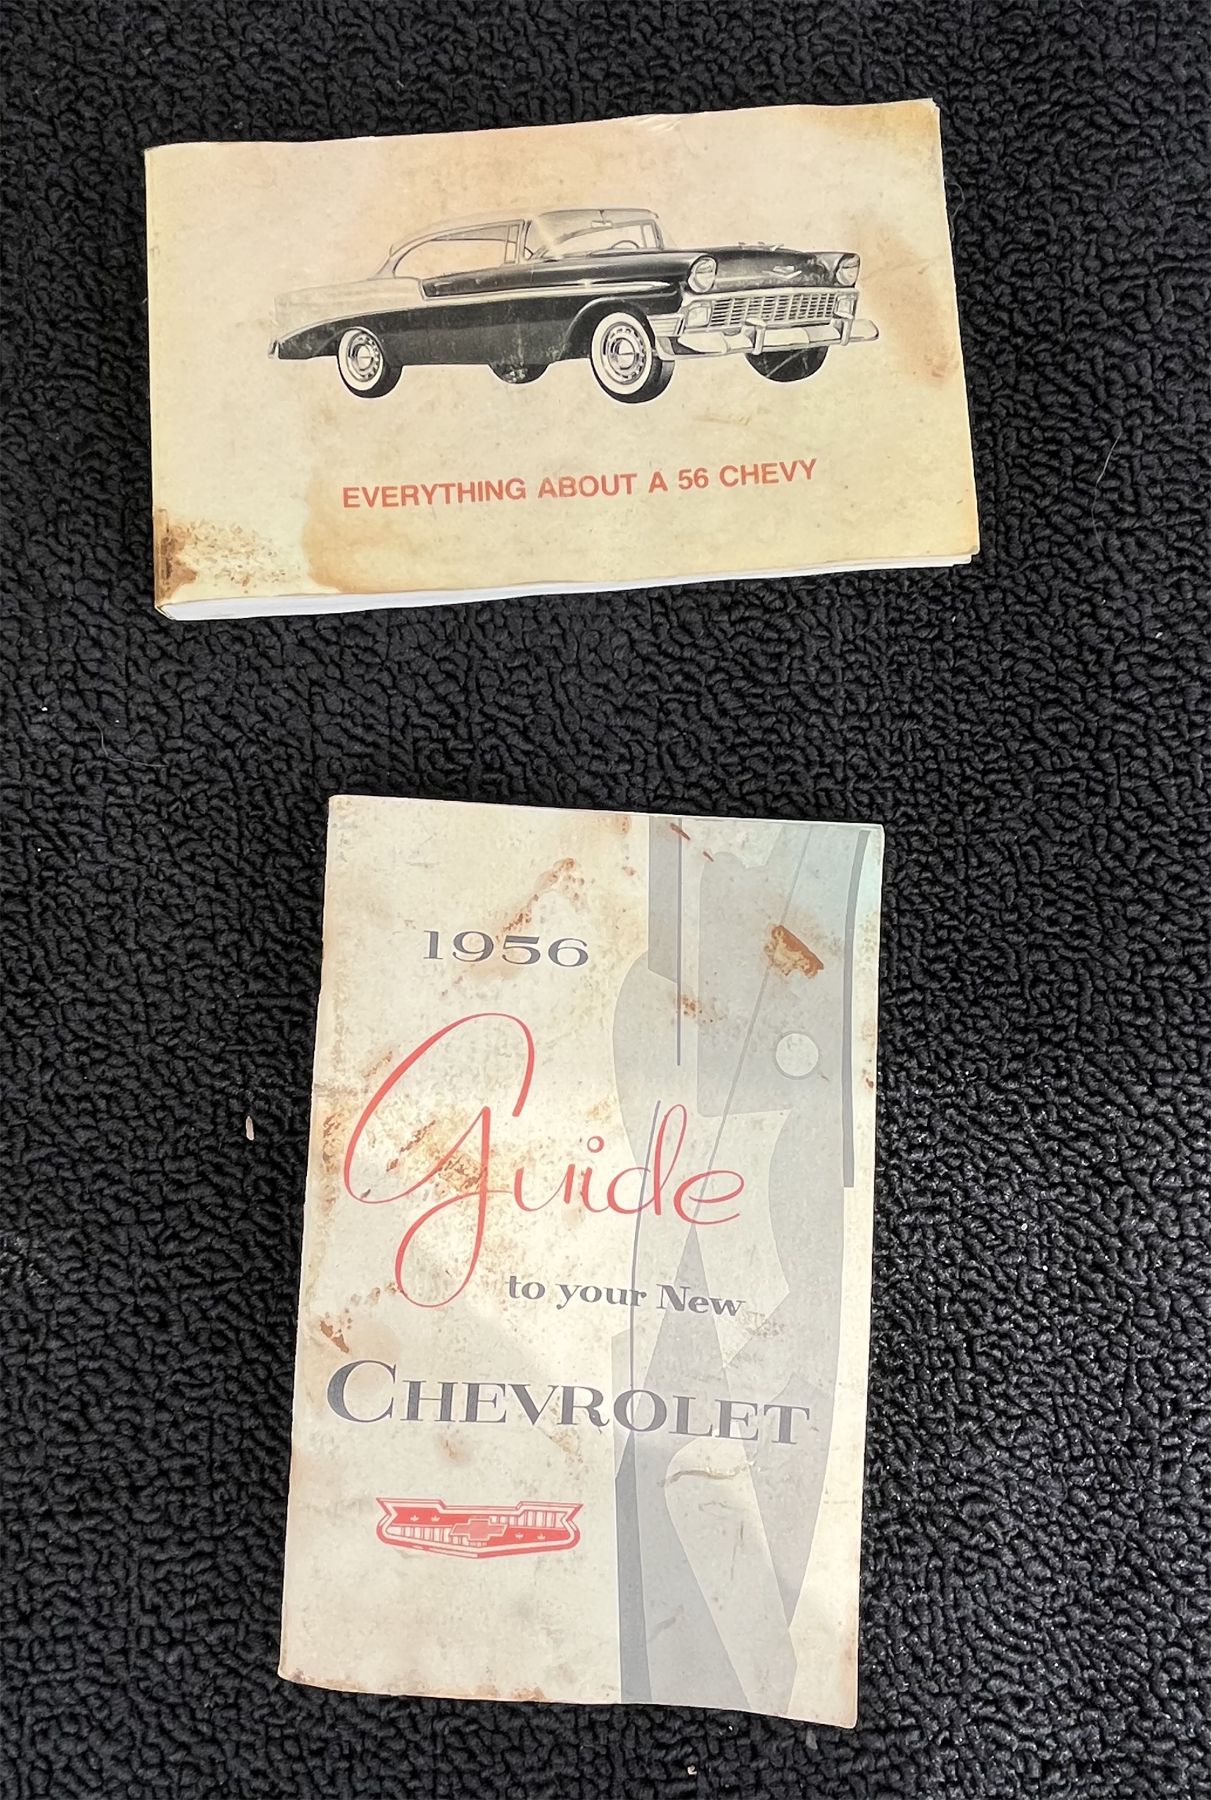 EVERYTHING ABOUT A 56 CHEVY
1956
Guide
to your New
CHEVROLET